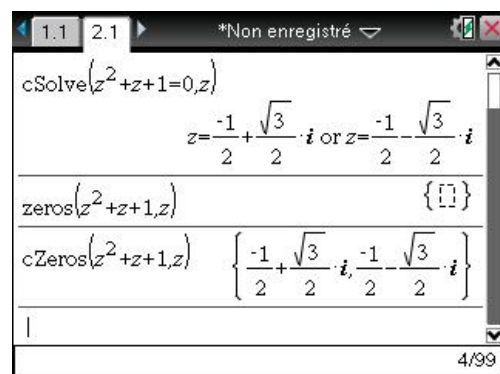 1.1 2.1 *Non enregistré
cSolve(z²+z+1=0,z)
z=-1/2+√3/2·i or z=-1/2-√3/2·i
zeros(z²+z+1,z) {▯}
cZeros(z²+z+1,z) {-1/2+√3/2·i,-1/2-√3/2·i}
4/99